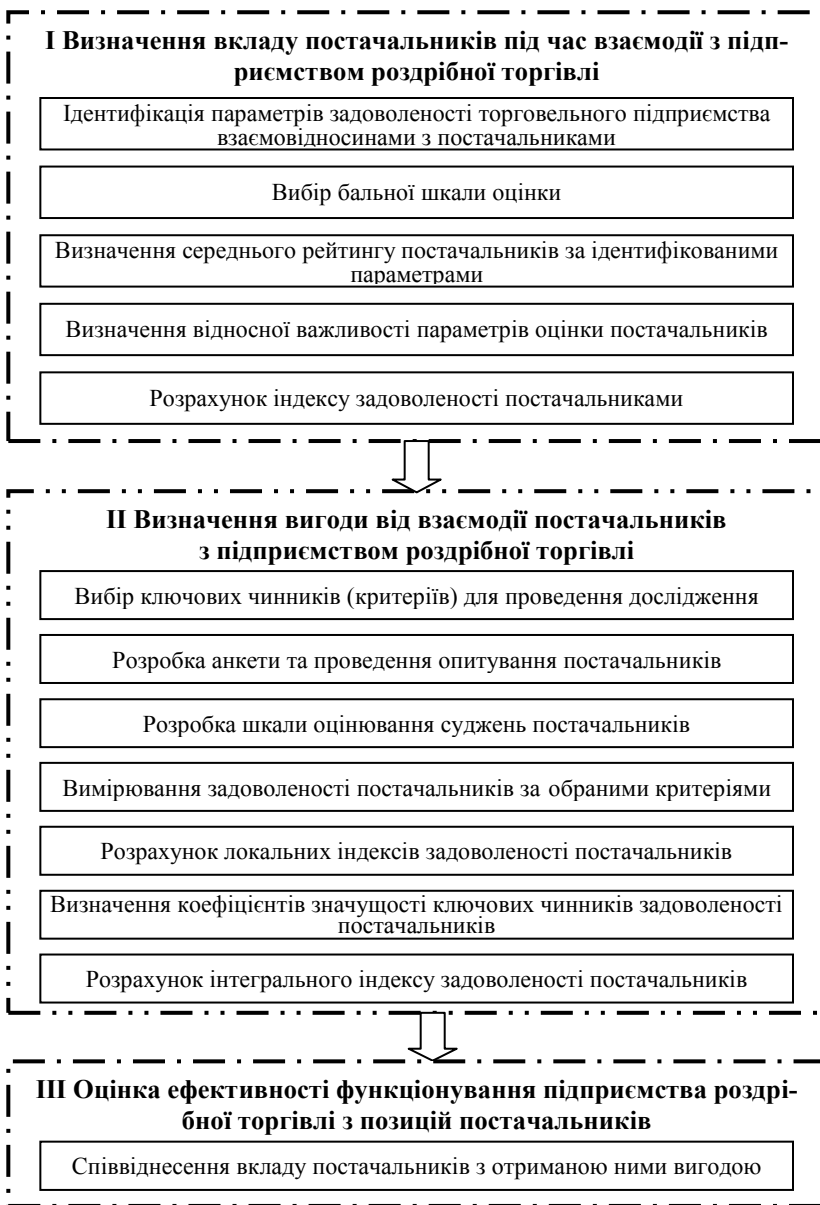 I Визначення вкладу постачальників під час взаємодії з підп-
риємством роздрібної торгівлі
Ідентифікація параметрів задоволеності торговельного підприємства
взаємовідносинами з постачальниками
Вибір бальної шкали оцінки
Визначення середнього рейтингу постачальників за ідентифікованими
параметрами
Визначення відносної важливості параметрів оцінки постачальників
Розрахунок індексу задоволеності постачальниками
II Визначення вигоди від взаємодії постачальників
з підприємством роздрібної торгівлі
Вибір ключових чинників (критеріїв) для проведення дослідження
Розробка анкети та проведення опитування постачальників
Розробка шкали оцінювання суджень постачальників
Вимірювання задоволеності постачальників за обраними критеріями
Розрахунок локальних індексів задоволеності постачальників
Визначення коефіцієнтів значущості ключових чинників задоволеності
постачальників
Розрахунок інтегрального індексу задоволеності постачальників
III Оцінка ефективності функціонування підприємства роздрі-
бної торгівлі з позицій постачальників
Співвіднесення вкладу постачальників з отриманою ними вигодою